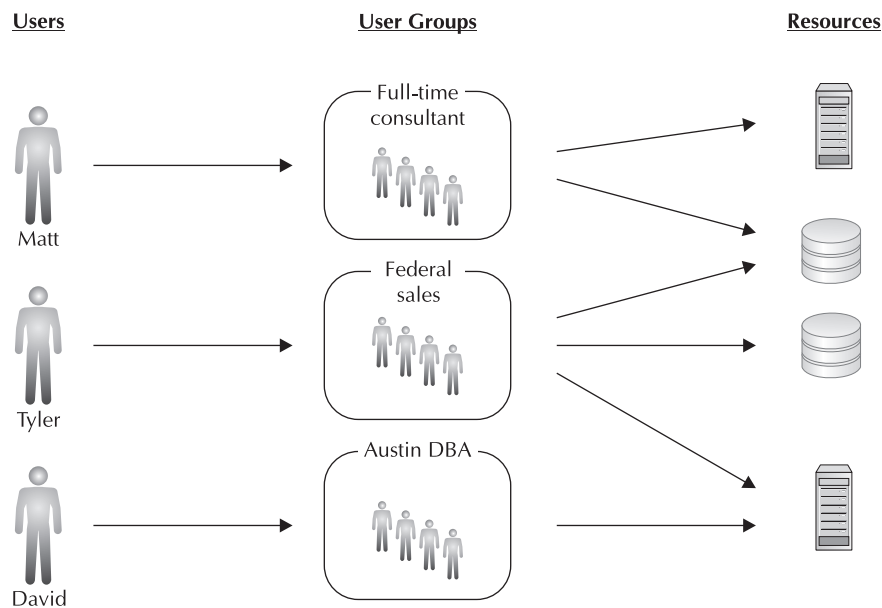 Users
User Groups
Resources
Full-time
consultant
Matt
Federal
sales
Tyler
Austin DBA
David